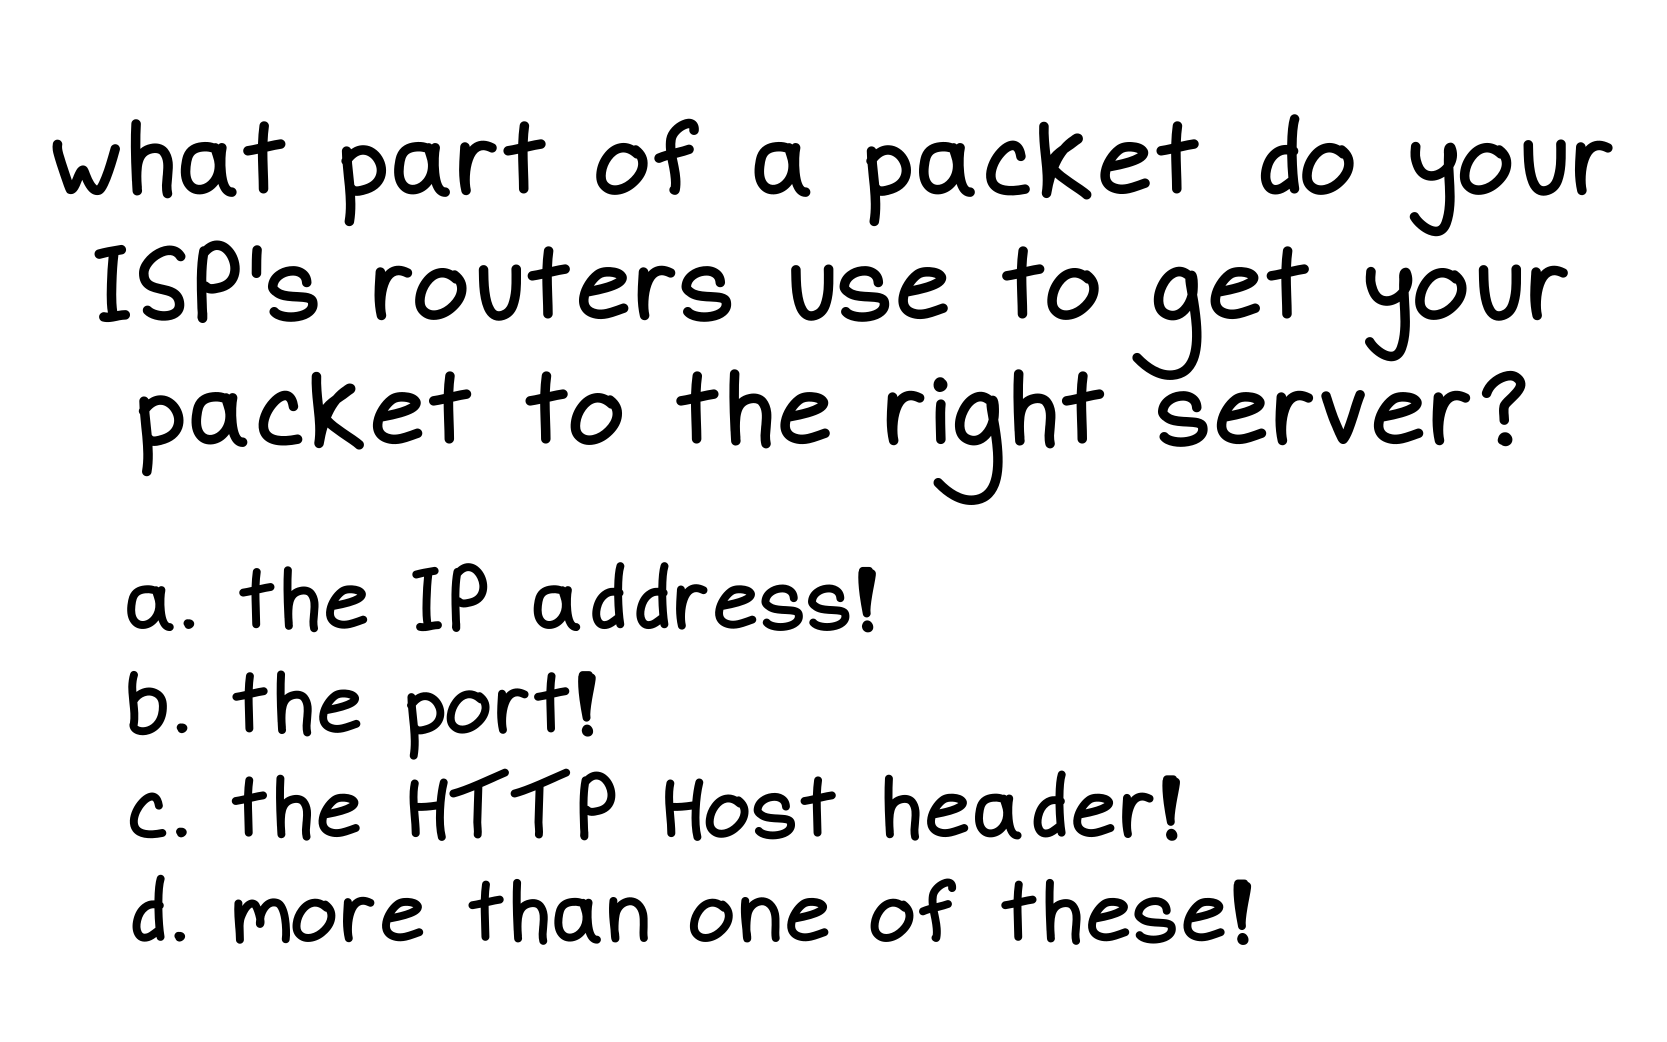 what part of a packet do your
ISP's routers use to get your
packet to the right server?
a. the IP address!
b. the port!
c. the HTTP Host header!
d. more than one of these!